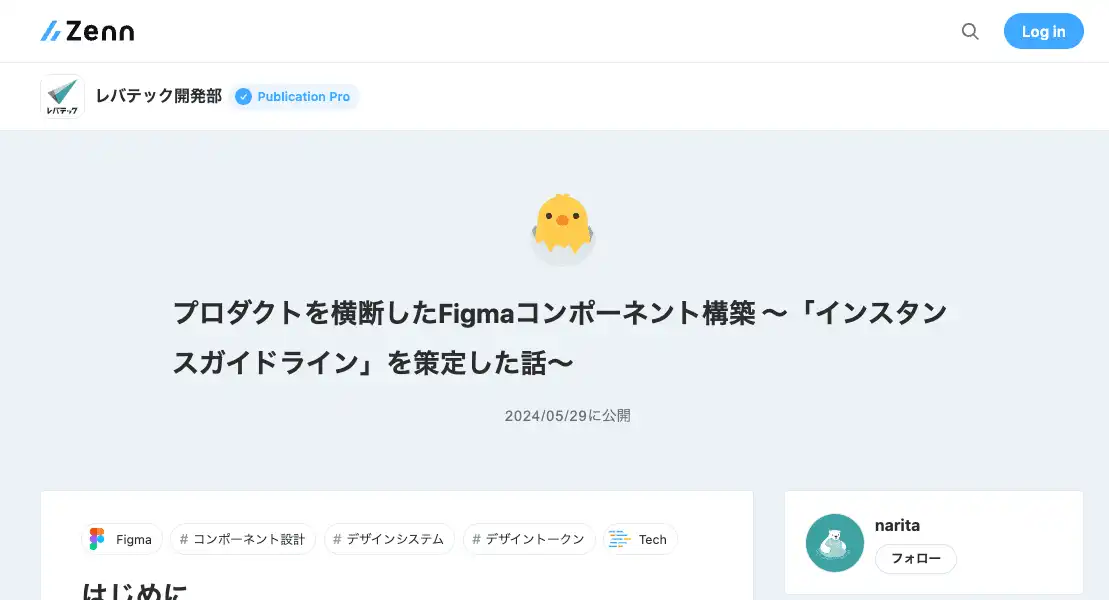 Zenn
Log in
レバテック
レバテック開発部
Publication Pro
プロダクトを横断したFigmaコンポーネント構築 〜「インスタン
スガイドライン」を策定した話〜
2024/05/29に公開
Figma
# コンポーネント設計
# デザインシステム
# デザイントークン
Tech
はじめに
narita
フォロー